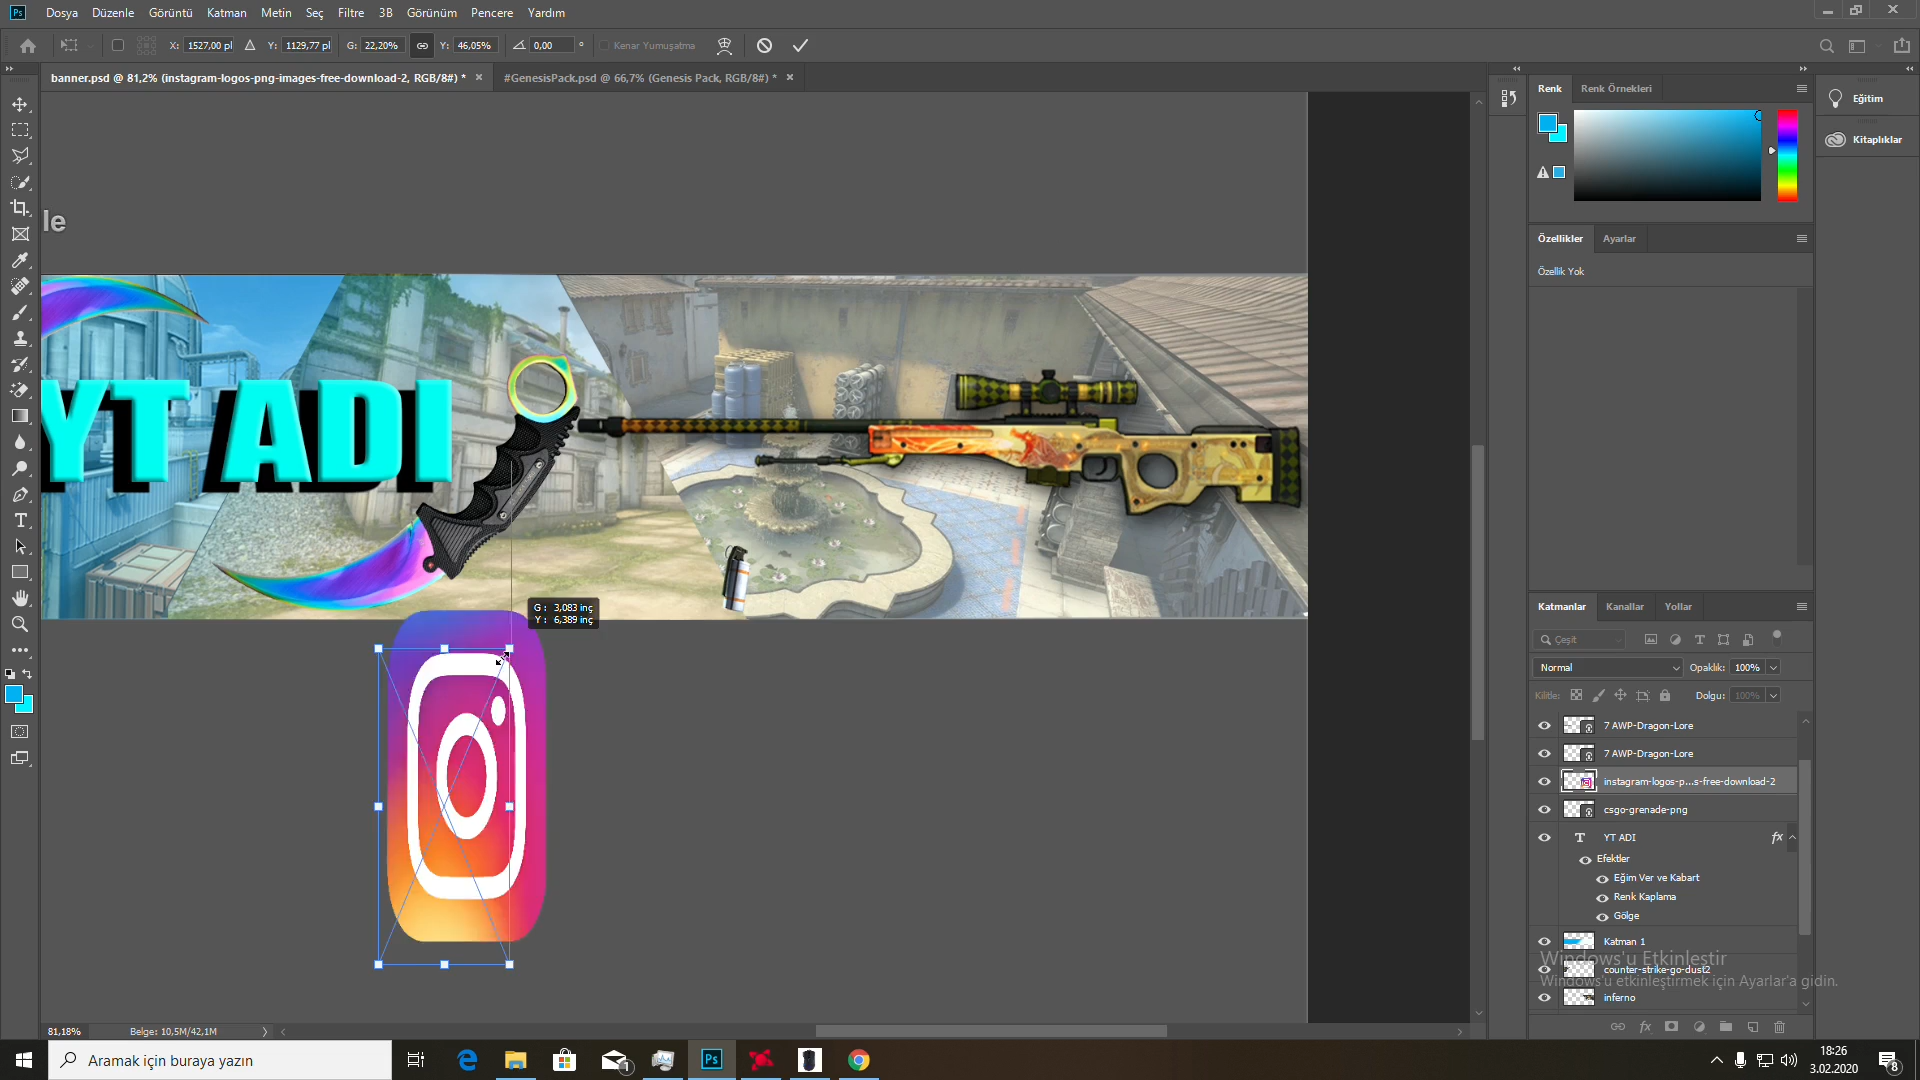 Dosya Düzenle Görüntü Katman Metin Seç Filtre 3B Görünüm Pencere Yardım
X: 1527,00 pl Y: 1129,77 pl G: 22,20% Y: 46,05% 0,00 ° Kenar Yumuşatma
banner.psd @ 81,2% (instagram-logos-png-images-free-download-2, RGB/8#) * × #GenesisPack.psd @ 66,7% (Genesis Pack, RGB/8#) * ×
Renk Renk Örnekleri
Eğitim
Kitaplıklar
le
Özellikler Ayarlar
Özellik Yok
YT ADI
G : 3,083 inç
Y : 6,389 inç
Katmanlar Kanallar Yollar
Çeşit
Normal Opaklık: 100%
Kilitle: Dolgu: 100%
7 AWP-Dragon-Lore
7 AWP-Dragon-Lore
instagram-logos-p...s-free-download-2
csgo-grenade-png
T YT ADI fx
Efektler
Eğim Ver ve Kabart
Renk Kaplama
Gölge
Katman 1
counter-strike-go-dust2
inferno
Windows'u Etkinleştir
Windows'u etkinleştirmek için Ayarlar'a gidin.
81,18% Belge: 10,5M/42,1M
Aramak için buraya yazın
18:26
3.02.2020
1
8
Ps